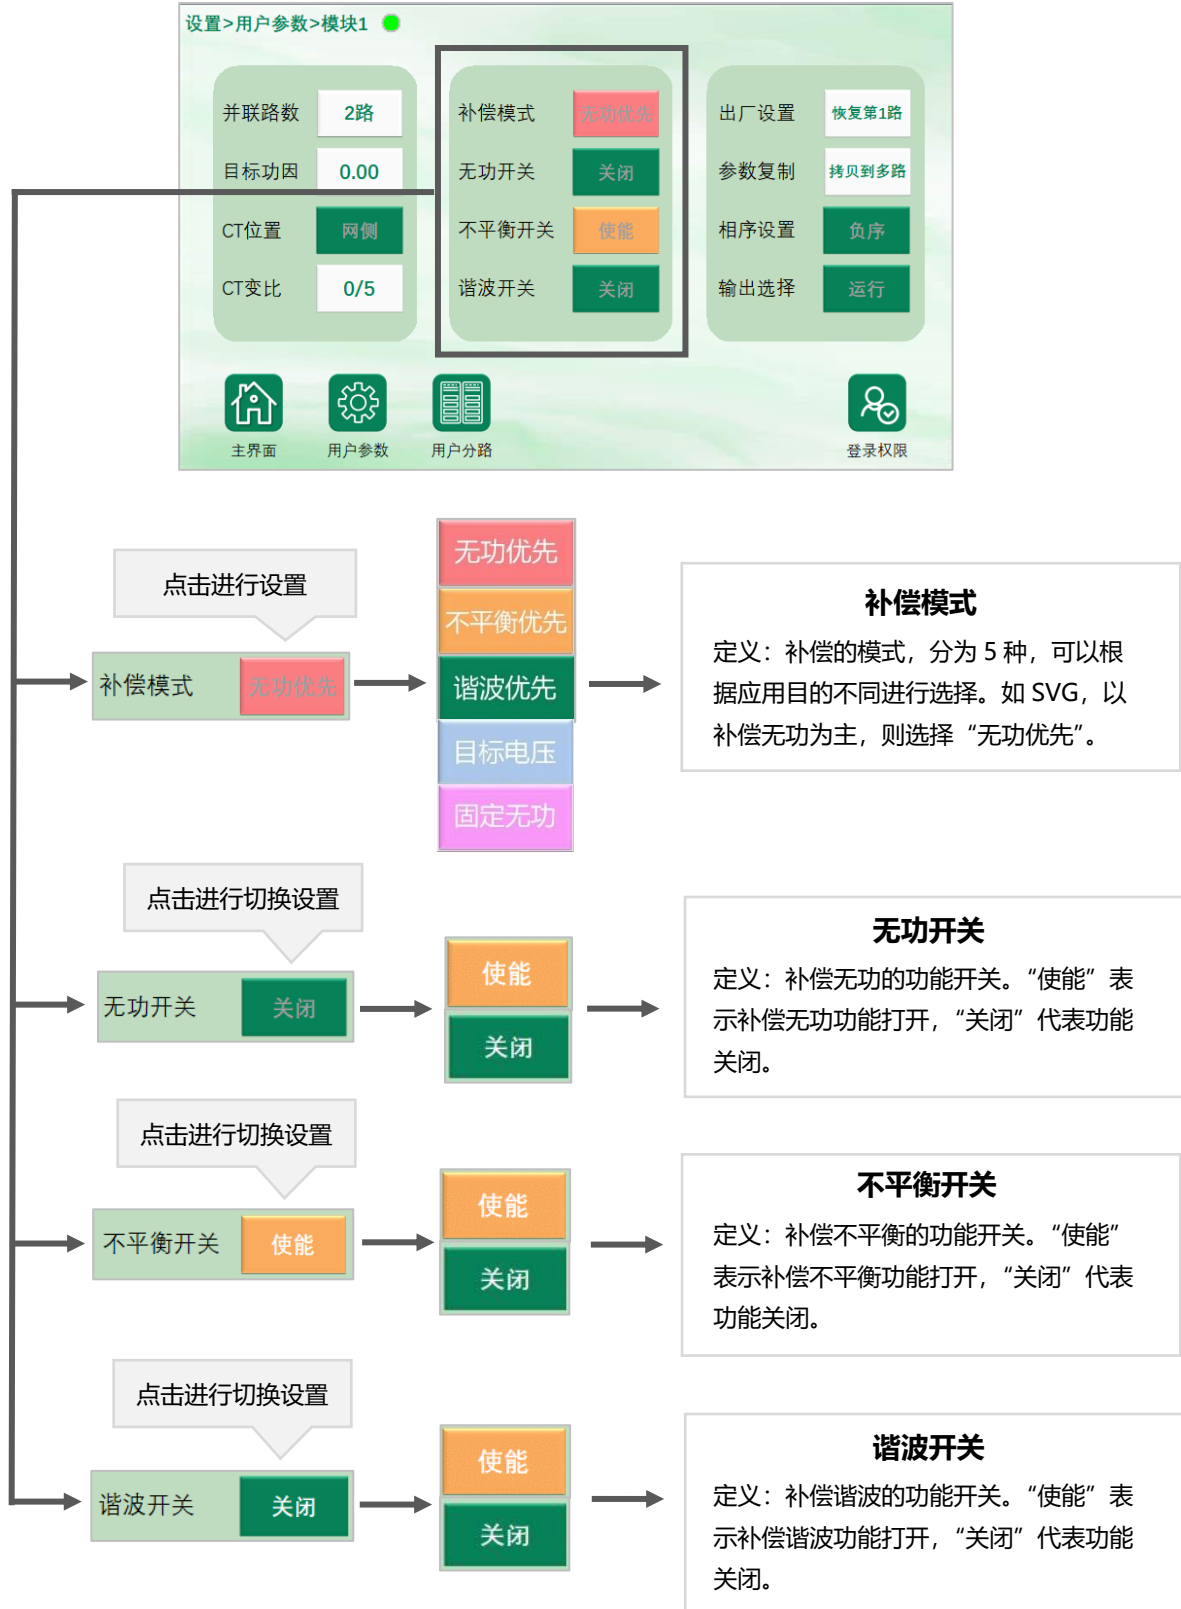 设置>用户参数>模块1
并联路数 2路
目标功因 0.00
CT位置 网侧
CT变比 0/5
补偿模式 无功优先
无功开关 关闭
不平衡开关 使能
谐波开关 关闭
出厂设置 恢复第1路
参数复制 拷贝到多路
相序设置 负序
输出选择 运行
主界面
用户参数
用户分路
登录权限
点击进行设置
补偿模式 无功优先
无功优先
不平衡优先
谐波优先
目标电压
固定无功
补偿模式
定义：补偿的模式，分为 5 种，可以根
据应用目的不同进行选择。如 SVG，以
补偿无功为主，则选择“无功优先”。
点击进行切换设置
无功开关 关闭
使能
关闭
无功开关
定义：补偿无功的功能开关。“使能”表
示补偿无功功能打开，“关闭”代表功能
关闭。
点击进行切换设置
不平衡开关 使能
使能
关闭
不平衡开关
定义：补偿不平衡的功能开关。“使能”
表示补偿不平衡功能打开，“关闭”代表
功能关闭。
点击进行切换设置
谐波开关 关闭
使能
关闭
谐波开关
定义：补偿谐波的功能开关。“使能”表
示补偿谐波功能打开，“关闭”代表功能
关闭。